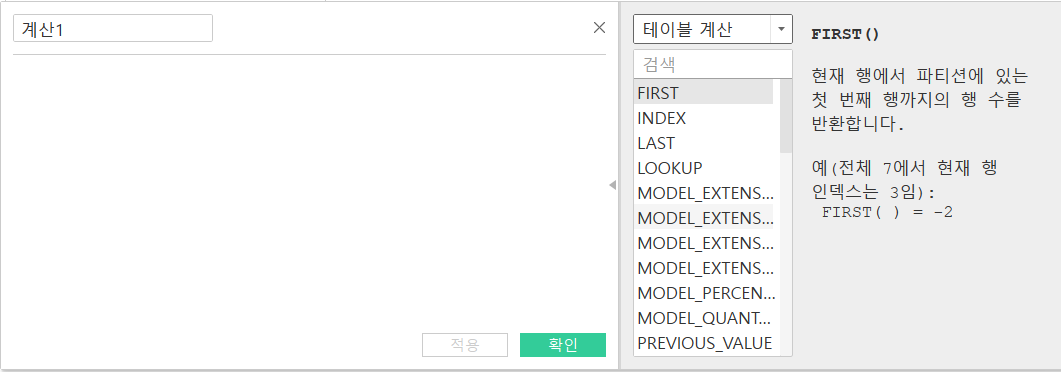 계산1
적용
확인
테이블 계산
검색
FIRST
INDEX
LAST
LOOKUP
MODEL_EXTENS...
MODEL_EXTENS...
MODEL_EXTENS...
MODEL_EXTENS...
MODEL_PERCEN...
MODEL_QUANT...
PREVIOUS_VALUE
FIRST()
현재 행에서 파티션에 있는
첫 번째 행까지의 행 수를
반환합니다.
예(전체 7에서 현재 행
인덱스는 3임):
FIRST( ) = -2